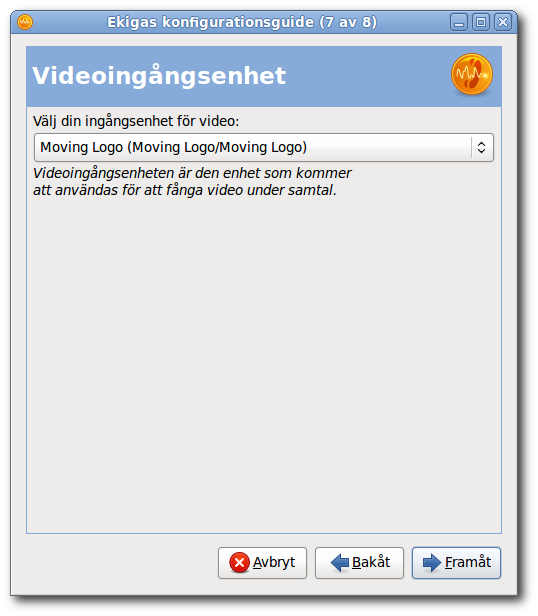 Ekigas konfigurationsguide (7 av 8)
Videoingångsenhet
Välj din ingångsenhet för video:
Moving Logo (Moving Logo/Moving Logo)
Videoingångsenheten är den enhet som kommer
att användas för att fånga video under samtal.
Avbryt
Bakåt
Framåt